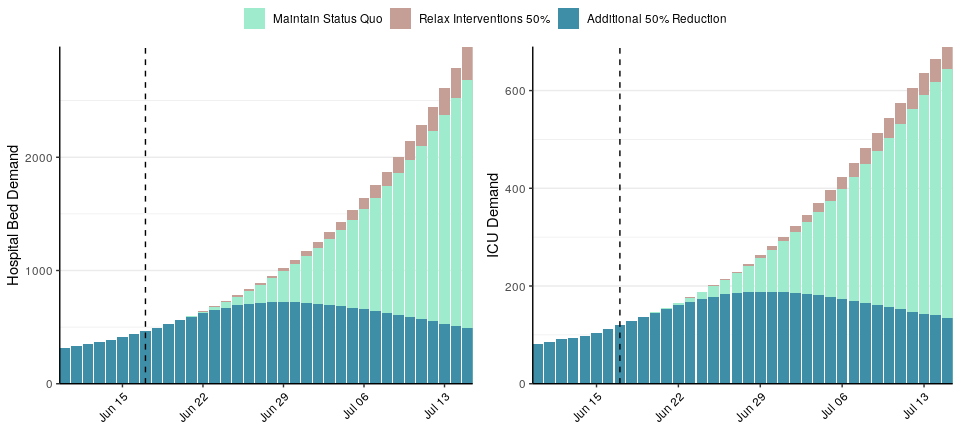 Maintain Status Quo Relax Interventions 50% Additional 50% Reduction
Hospital Bed Demand
2000
1000
0
Jun 15 Jun 22 Jun 29 Jul 06 Jul 13
ICU Demand
600
400
200
0
Jun 15 Jun 22 Jun 29 Jul 06 Jul 13